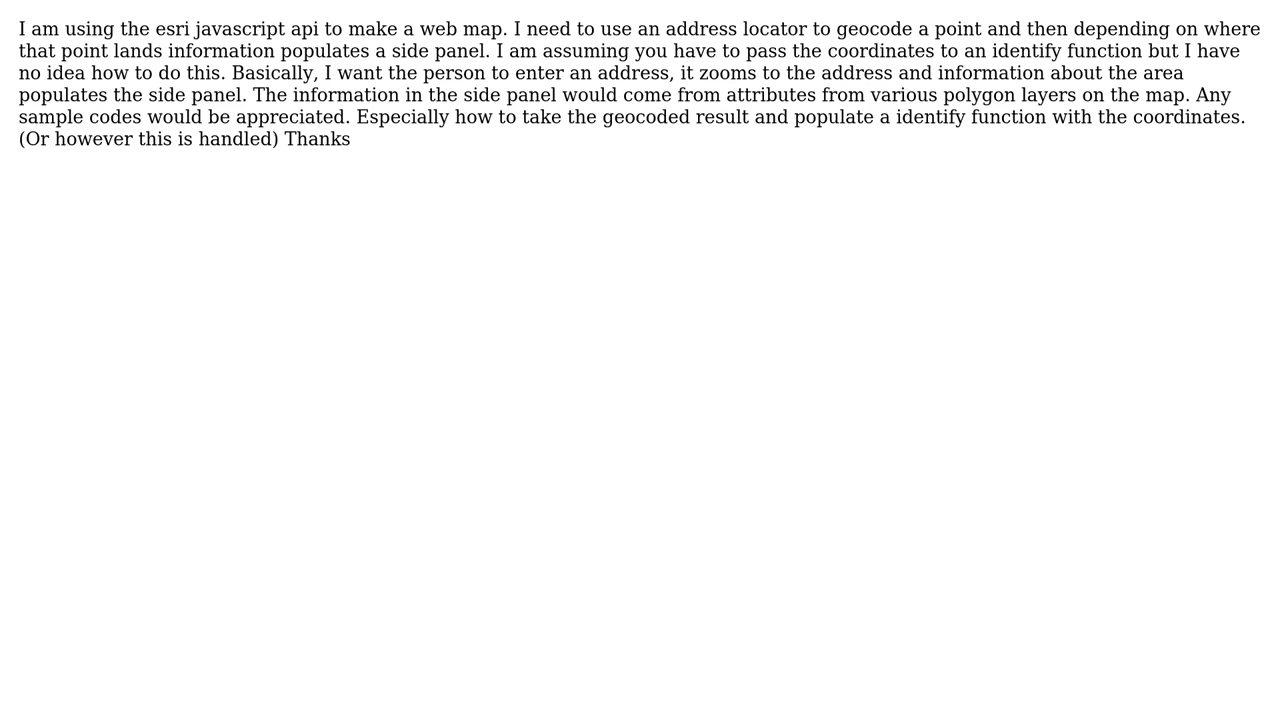 I am using the esri javascript api to make a web map. I need to use an address locator to geocode a point and then depending on where
that point lands information populates a side panel. I am assuming you have to pass the coordinates to an identify function but I have
no idea how to do this. Basically, I want the person to enter an address, it zooms to the address and information about the area
populates the side panel. The information in the side panel would come from attributes from various polygon layers on the map. Any
sample codes would be appreciated. Especially how to take the geocoded result and populate a identify function with the coordinates.
(Or however this is handled) Thanks